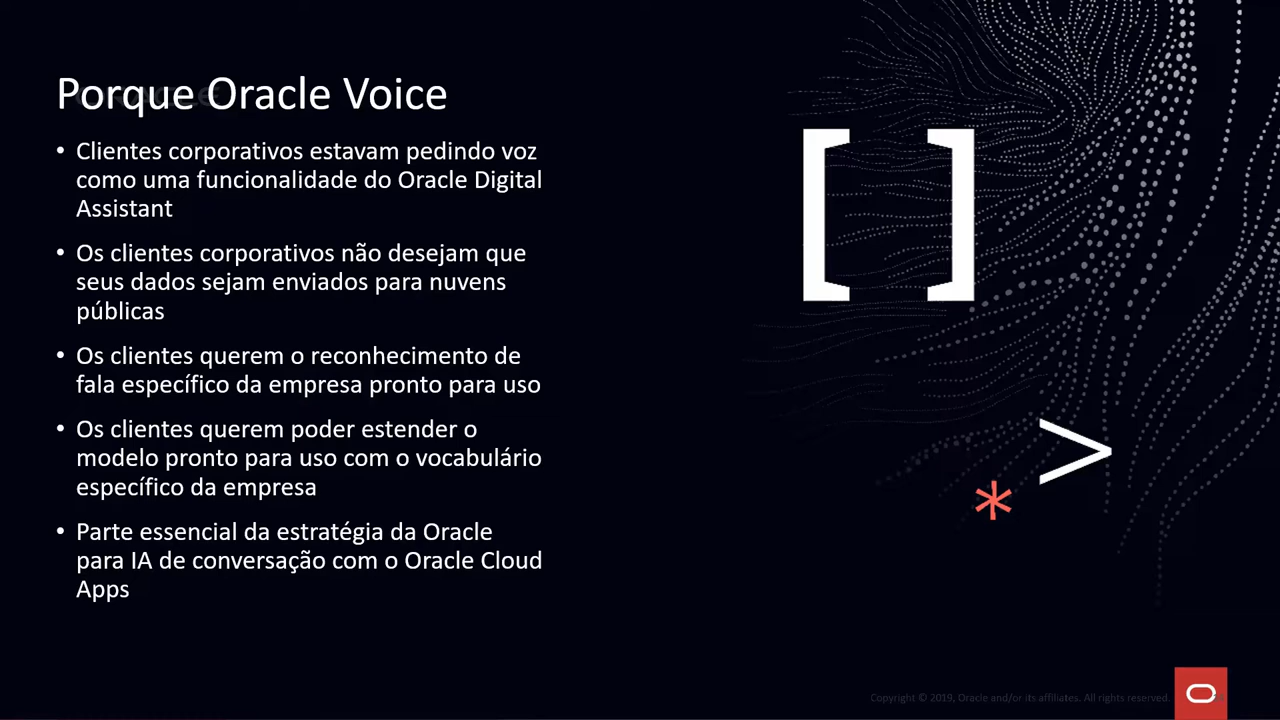 Porque Oracle Voice
• Clientes corporativos estavam pedindo voz
como uma funcionalidade do Oracle Digital
Assistant
• Os clientes corporativos não desejam que
seus dados sejam enviados para nuvens
públicas
• Os clientes querem o reconhecimento de
fala específico da empresa pronto para uso
• Os clientes querem poder estender o
modelo pronto para uso com o vocabulário
específico da empresa
• Parte essencial da estratégia da Oracle
para IA de conversação com o Oracle Cloud
Apps
[ ]
>
*
Copyright © 2019, Oracle and/or its affiliates. All rights reserved.